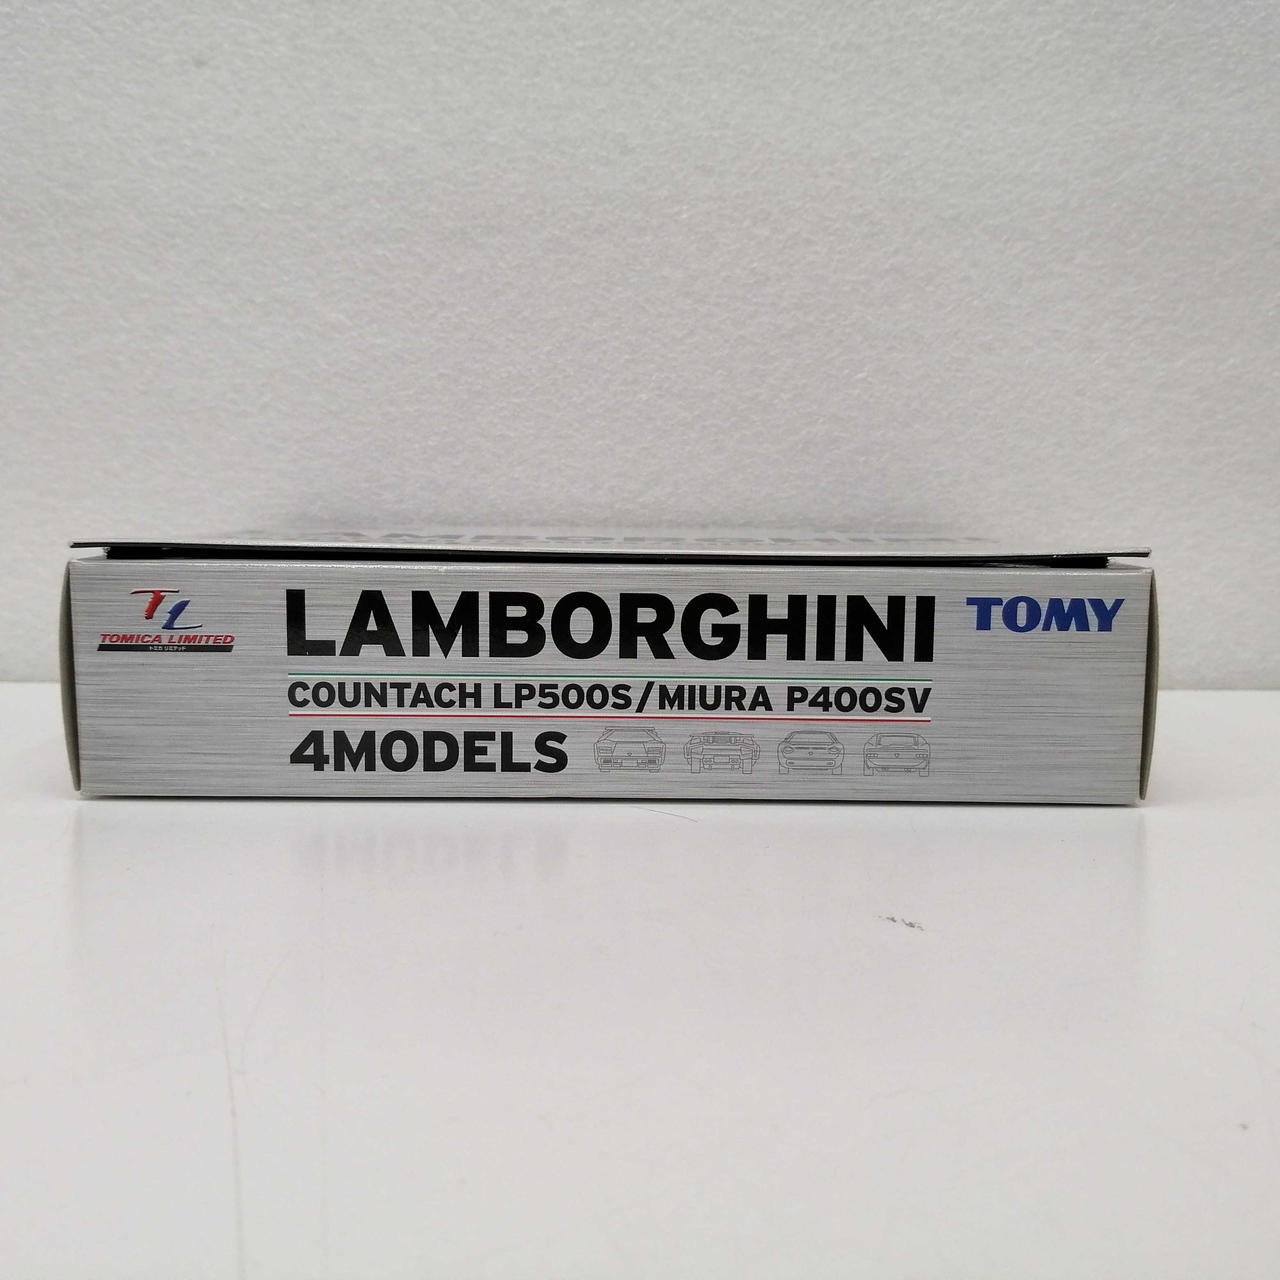 TL
TOMICA LIMITED
トミカ リミテッド
LAMBORGHINI
TOMY
COUNTACH LP500S/MIURA P400SV
4MODELS